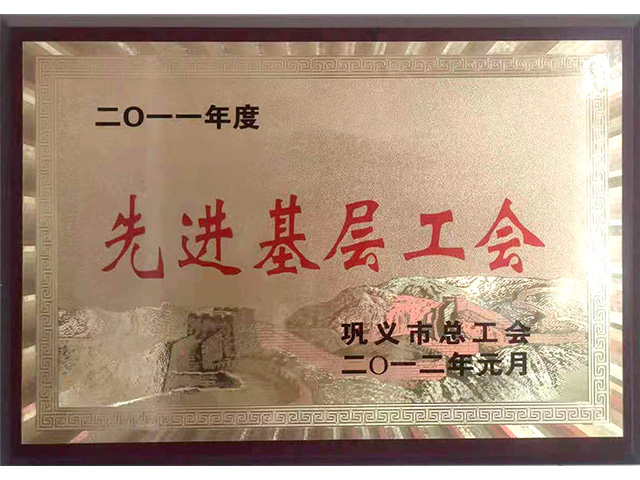 二〇一一年度
先进基层工会
巩义市总工会
二〇一二年元月